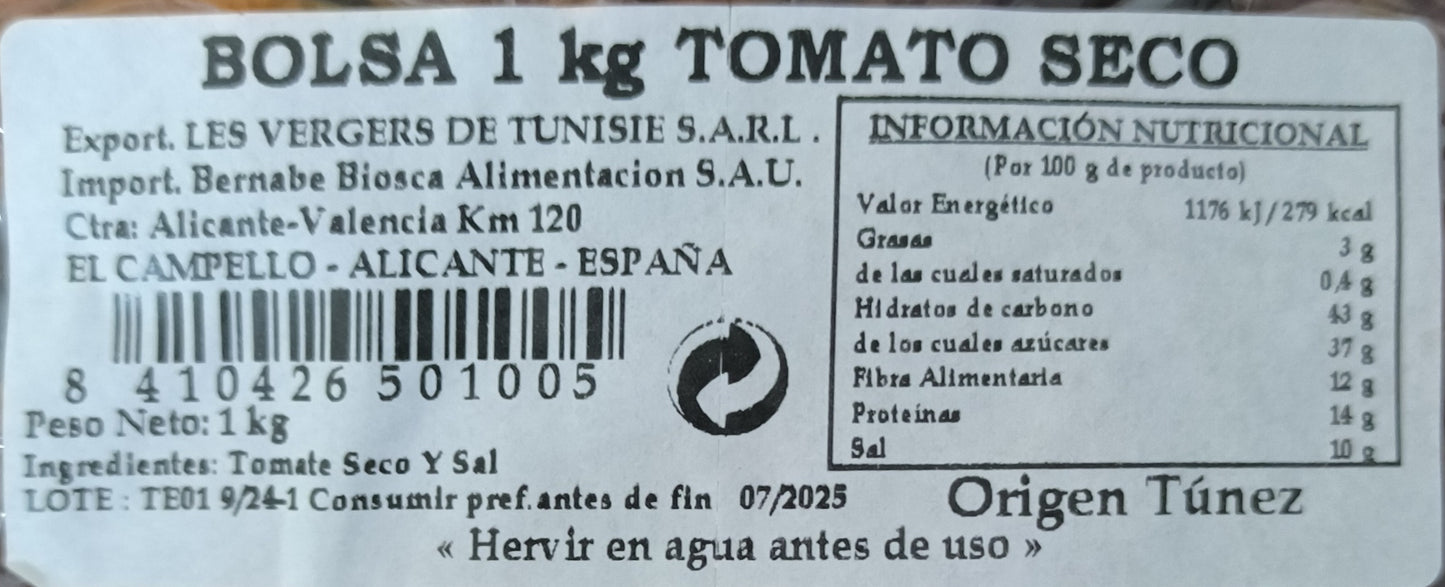 BOLSA 1 kg TOMATO SECO
Export. LES VERGERS DE TUNISIE S.A.R.L .
Import. Bernabe Biosca Alimentacion S.A.U.
Ctra: Alicante-Valencia Km 120
EL CAMPELLO - ALICANTE - ESPAÑA
8 410426 501005
Peso Neto: 1 kg
Ingredientes: Tomate Seco Y Sal
LOTE : TE01 9/24-1 Consumir pref. antes de fin 07/2025
« Hervir en agua antes de uso »
INFORMACIÓN NUTRICIONAL
(Por 100 g de producto)
Valor Energético 1176 kJ/279 kcal
Grasas 3 g
de las cuales saturados 0,4 g
Hidratos de carbono 43 g
de los cuales azúcares 37 g
Fibra Alimentaria 12 g
Proteínas 14 g
Sal 10 g
Origen Túnez